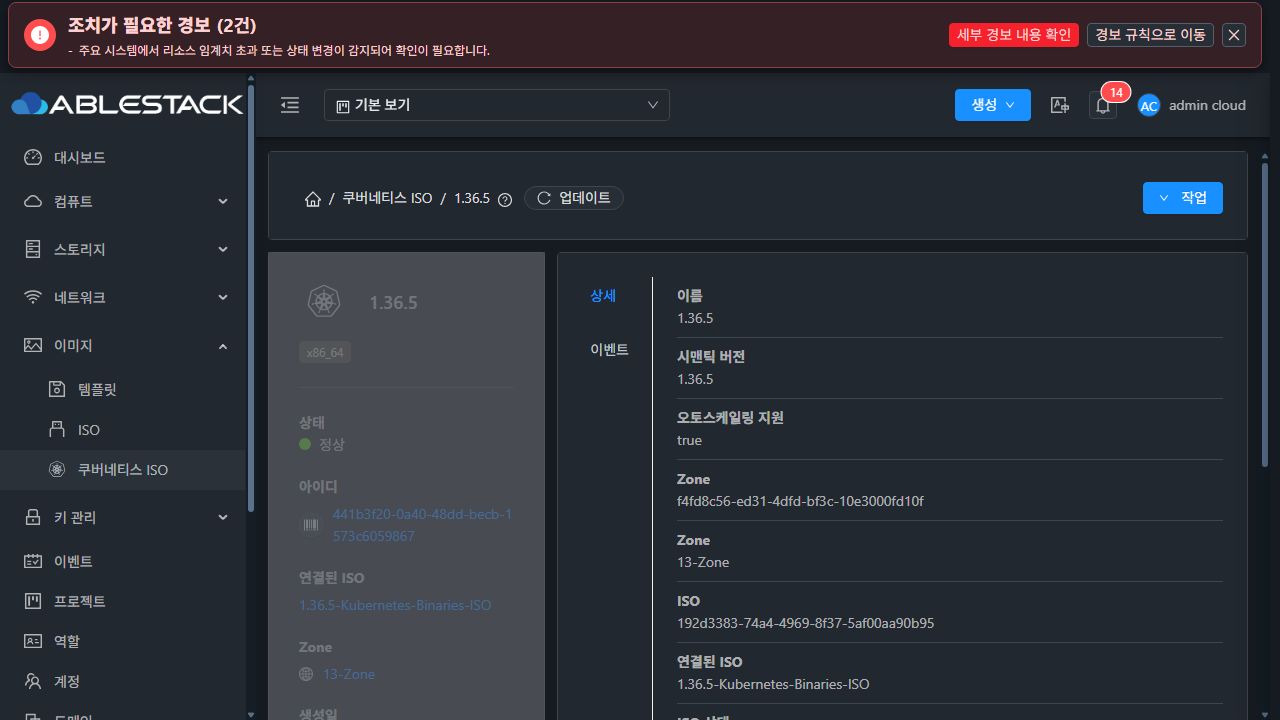 조치가 필요한 경보 (2건)
- 주요 시스템에서 리소스 임계치 초과 또는 상태 변경이 감지되어 확인이 필요합니다.
세부 경보 내용 확인
경보 규칙으로 이동
ABLESTACK
기본 보기
생성
14
AC
admin cloud
대시보드
컴퓨트
스토리지
네트워크
이미지
템플릿
ISO
쿠버네티스 ISO
키 관리
이벤트
프로젝트
역할
계정
/ 쿠버네티스 ISO / 1.36.5
업데이트
작업
1.36.5
x86_64
상태
정상
아이디
441b3f20-0a40-48dd-becb-1
573c6059867
연결된 ISO
1.36.5-Kubernetes-Binaries-ISO
Zone
13-Zone
생성일
상세
이벤트
이름
1.36.5
시맨틱 버전
1.36.5
오토스케일링 지원
true
Zone
f4fd8c56-ed31-4dfd-bf3c-10e3000fd10f
Zone
13-Zone
ISO
192d3383-74a4-4969-8f37-5af00aa90b95
연결된 ISO
1.36.5-Kubernetes-Binaries-ISO